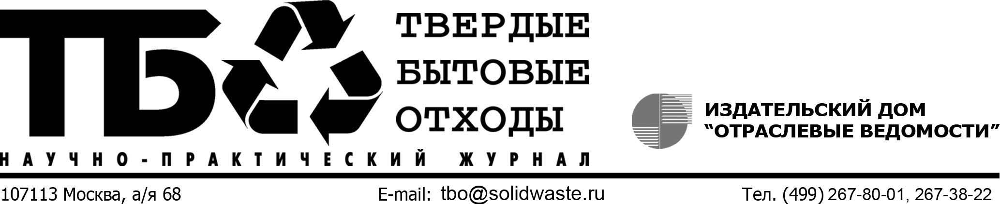 ТБО
ТВЕРДЫЕ
БЫТОВЫЕ
ОТХОДЫ
НАУЧНО-ПРАКТИЧЕСКИЙ ЖУРНАЛ
ИЗДАТЕЛЬСКИЙ ДОМ
“ОТРАСЛЕВЫЕ ВЕДОМОСТИ”
107113 Москва, а/я 68
E-mail: tbo@solidwaste.ru
Тел. (499) 267-80-01, 267-38-22